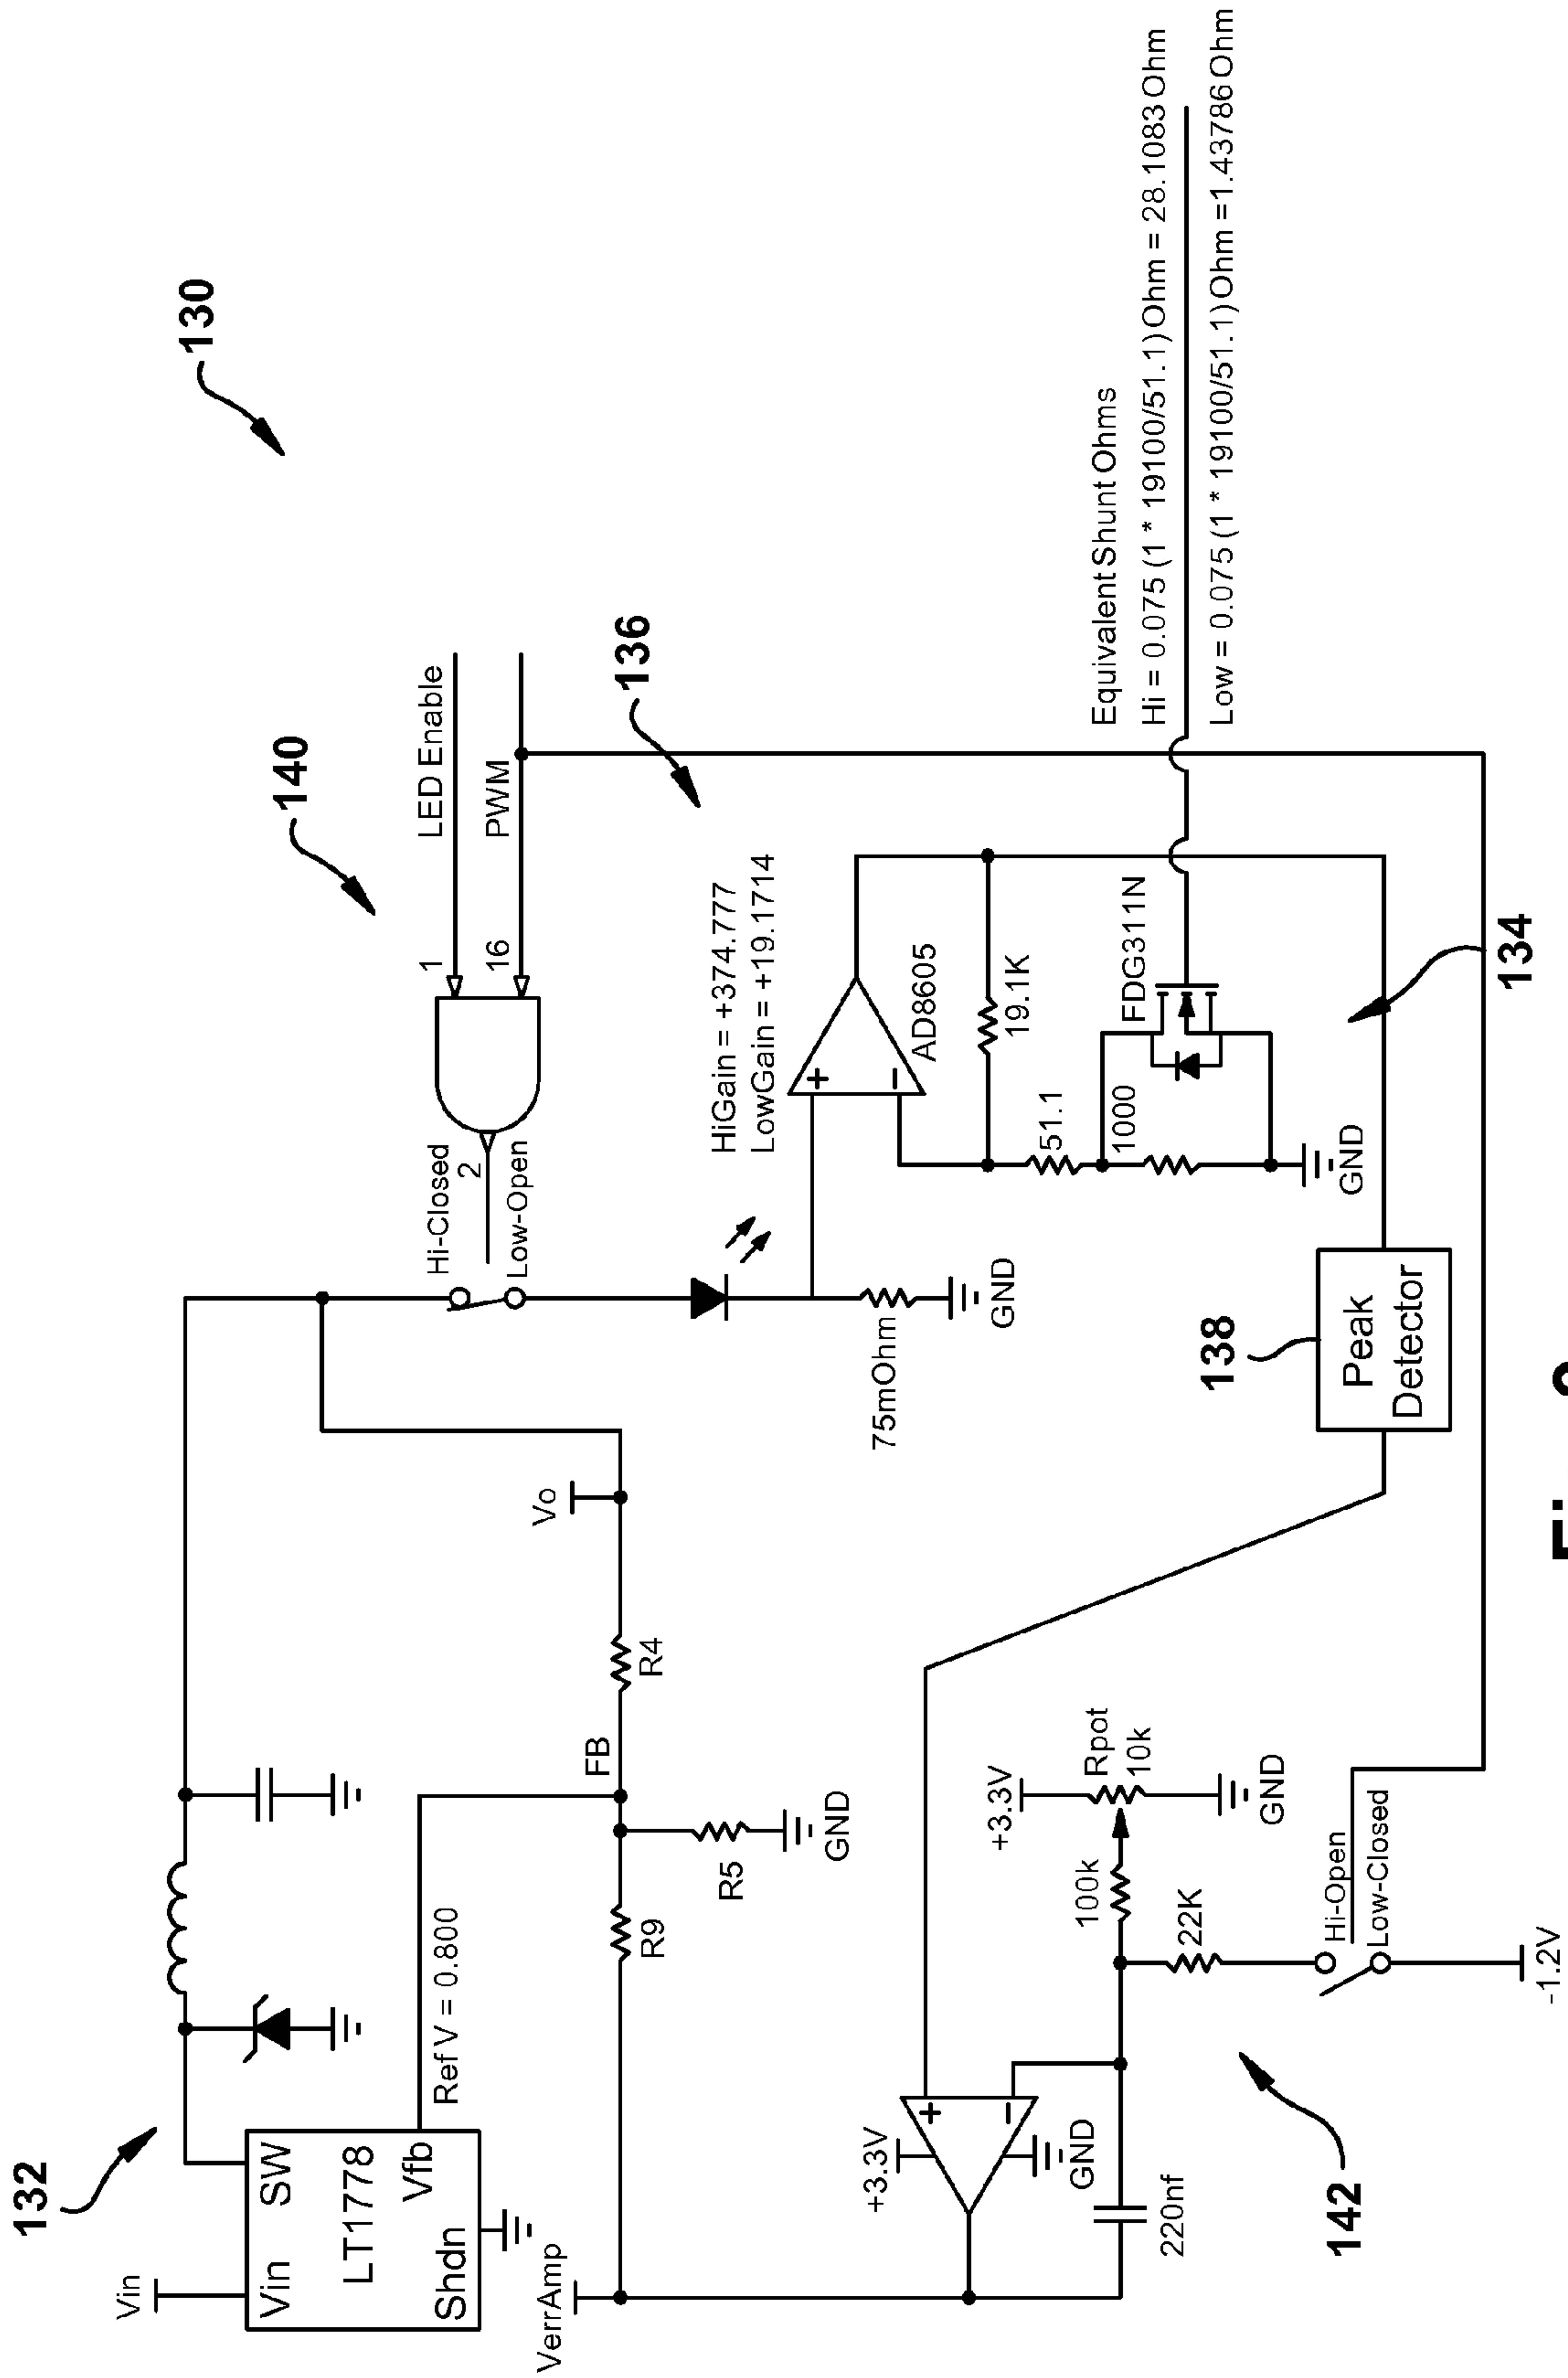 130
132
Vin
Vin
SW
LT1778
Vfb
Shdn
Ref V = 0.800
140
LED Enable
PWM
1
16
Hi-Closed
2
Low-Open
Vo
FB
R4
R9
R5
GND
VerrAmp
136
HiGain = +374.777
LowGain = +19.1714
+
−
AD8605
19.1K
51.1
1000
FDG311N
GND
75mOhm
GND
134
Equivalent Shunt Ohms
Hi = 0.075 (1 * 19100/51.1) Ohm = 28.1083 Ohm
Low = 0.075 (1 * 19100/51.1) Ohm =1.43786 Ohm
138
Peak
Detector
+3.3V
+
−
GND
220nf
+3.3V
Rpot
10k
GND
100k
22K
Hi-Open
Low-Closed
-1.2V
142